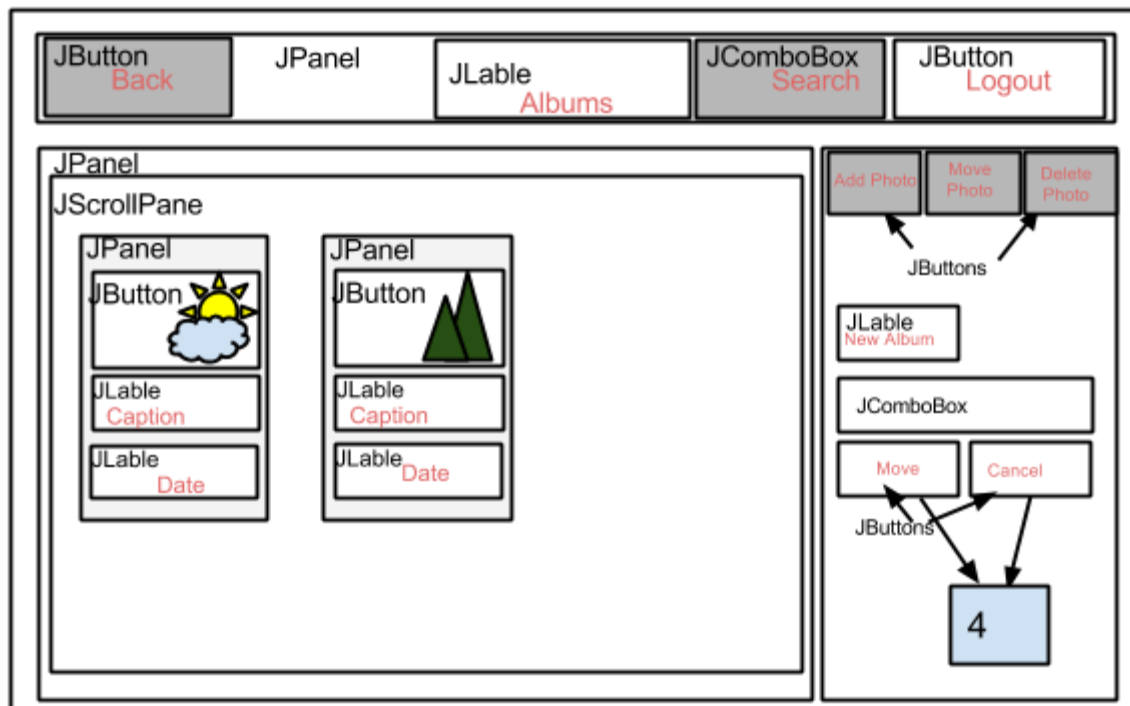 JButton
Back
JPanel
JLable
Albums
JComboBox
Search
JButton
Logout
JPanel
JScrollPane
JPanel
JButton
JLable
Caption
JLable
Date
JPanel
JButton
JLable
Caption
JLable
Date
Add Photo
Move
Photo
Delete
Photo
JButtons
JLable
New Album
JComboBox
Move
Cancel
JButtons
4